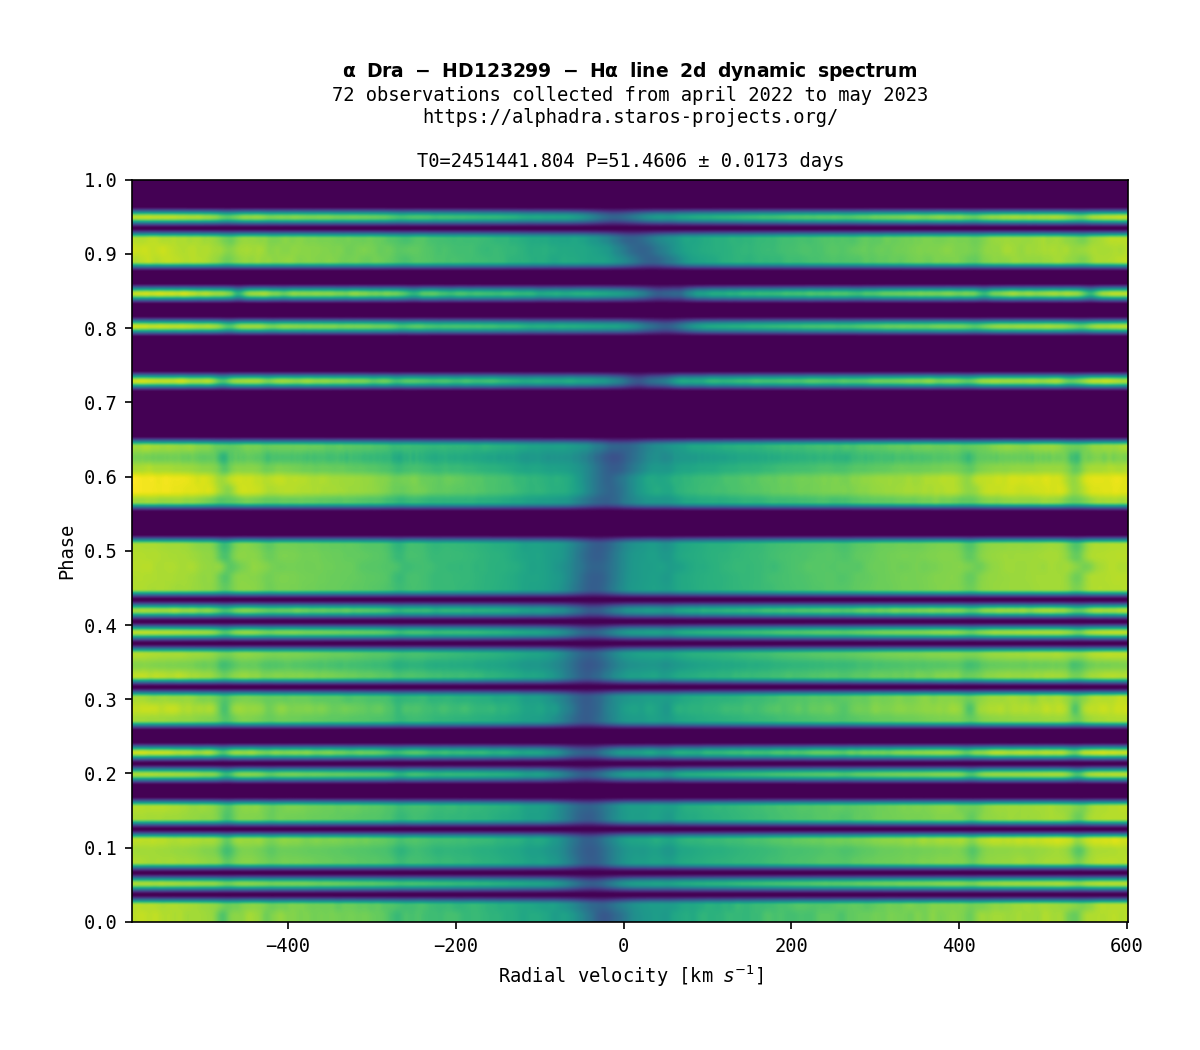 α Dra − HD123299 − Hα line 2d dynamic spectrum
72 observations collected from april 2022 to may 2023
https://alphadra.staros-projects.org/
T0=2451441.804 P=51.4606 ± 0.0173 days
1.0
0.9
0.8
0.7
0.6
0.5
0.4
0.3
0.2
0.1
0.0
Phase
−400 −200 0 200 400 600
Radial velocity [km s⁻¹]